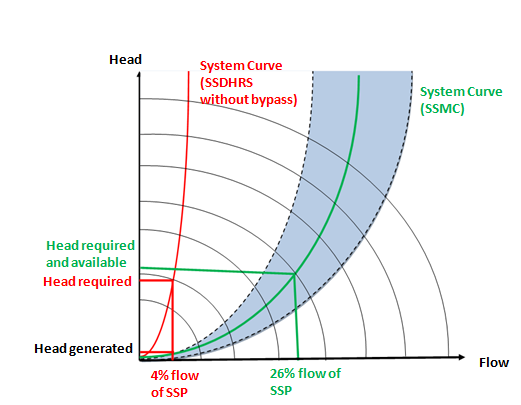 Head
System Curve
(SSDHRS
without bypass)
System Curve
(SSMC)
Head required
and available
Head required
Head generated
Flow
4% flow
of SSP
26% flow of
SSP